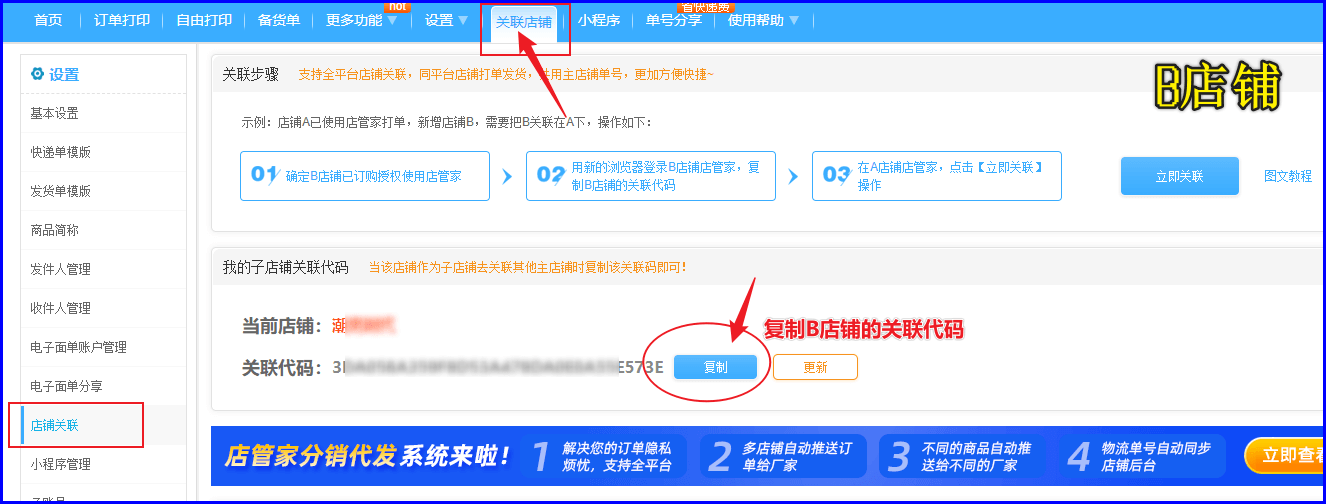 首页 订单打印 自由打印 备货单 更多功能 hot 设置 关联店铺 小程序 单号分享 省快递费 使用帮助
设置
基本设置
快递单模版
发货单模版
商品简称
发件人管理
收件人管理
电子面单账户管理
电子面单分享
店铺关联
小程序管理
子账号
关联步骤 支持全平台店铺关联，同平台店铺打单发货，共用主店铺单号，更加方便快捷~
B店铺
示例：店铺A已使用店管家打单，新增店铺B，需要把B关联在A下，操作如下：
01 确定B店铺已订购授权使用店管家
02 用新的浏览器登录B店铺店管家，复
制B店铺的关联代码
03 在A店铺店管家，点击【立即关联】
操作
立即关联 图文教程
我的子店铺关联代码 当该店铺作为子店铺去关联其他主店铺时复制该关联码即可！
当前店铺：潮
复制B店铺的关联代码
关联代码： E573E 复制 更新
店管家分销代发系统来啦！
1 解决您的订单隐私
烦忧，支持全平台
2 多店铺自动推送订
单给厂家
3 不同的商品自动推
送给不同的厂家
4 物流单号自动同步
店铺后台
立即查看